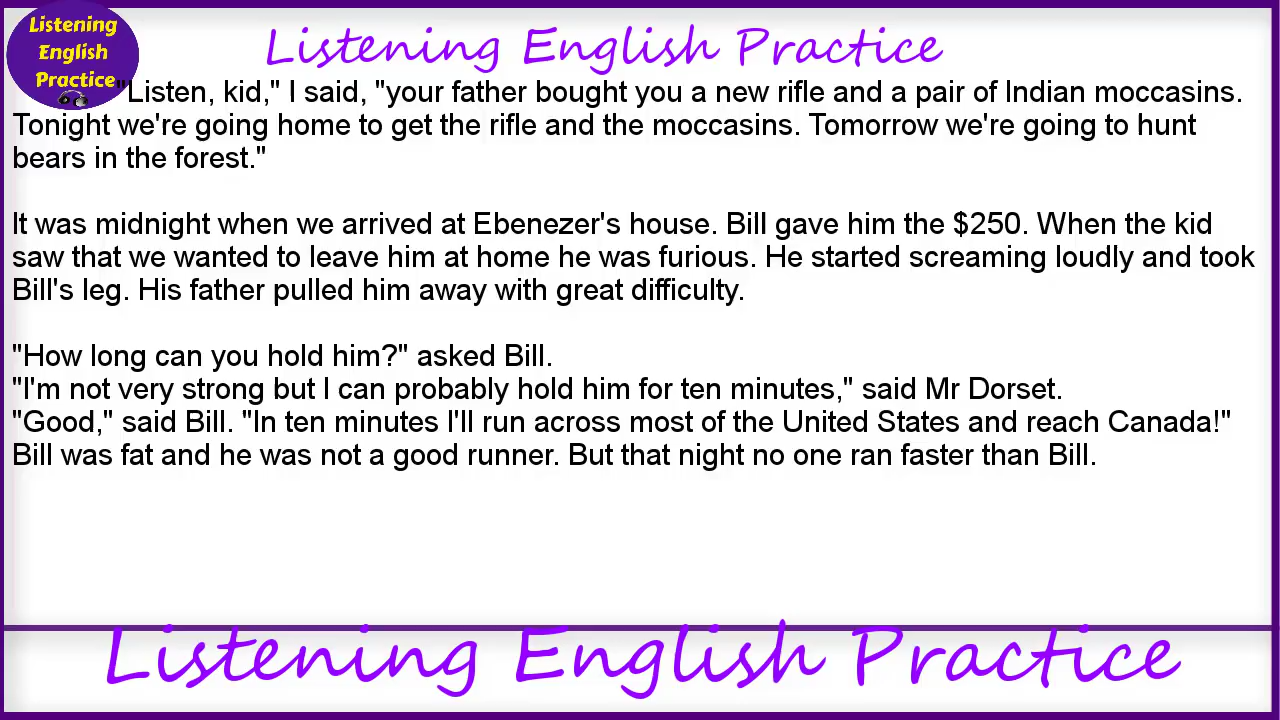 Listening
English
Practice
Listening English Practice
"Listen, kid," I said, "your father bought you a new rifle and a pair of Indian moccasins.
Tonight we're going home to get the rifle and the moccasins. Tomorrow we're going to hunt
bears in the forest."
It was midnight when we arrived at Ebenezer's house. Bill gave him the $250. When the kid
saw that we wanted to leave him at home he was furious. He started screaming loudly and took
Bill's leg. His father pulled him away with great difficulty.
"How long can you hold him?" asked Bill.
"I'm not very strong but I can probably hold him for ten minutes," said Mr Dorset.
"Good," said Bill. "In ten minutes I'll run across most of the United States and reach Canada!"
Bill was fat and he was not a good runner. But that night no one ran faster than Bill.
Listening English Practice